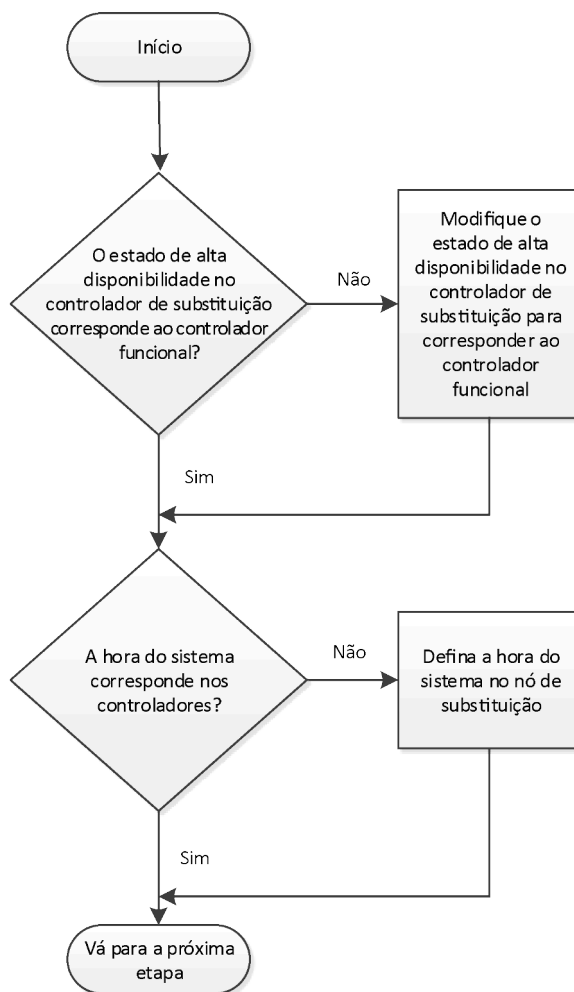 Início
O estado de alta
disponibilidade no
controlador de substituição
corresponde ao controlador
funcional?
Não
Modifique o
estado de alta
disponibilidade no
controlador de
substituição para
corresponder ao
controlador
funcional
Sim
A hora do sistema
corresponde nos
controladores?
Não
Defina a hora do
sistema no nó de
substituição
Sim
Vá para a próxima
etapa